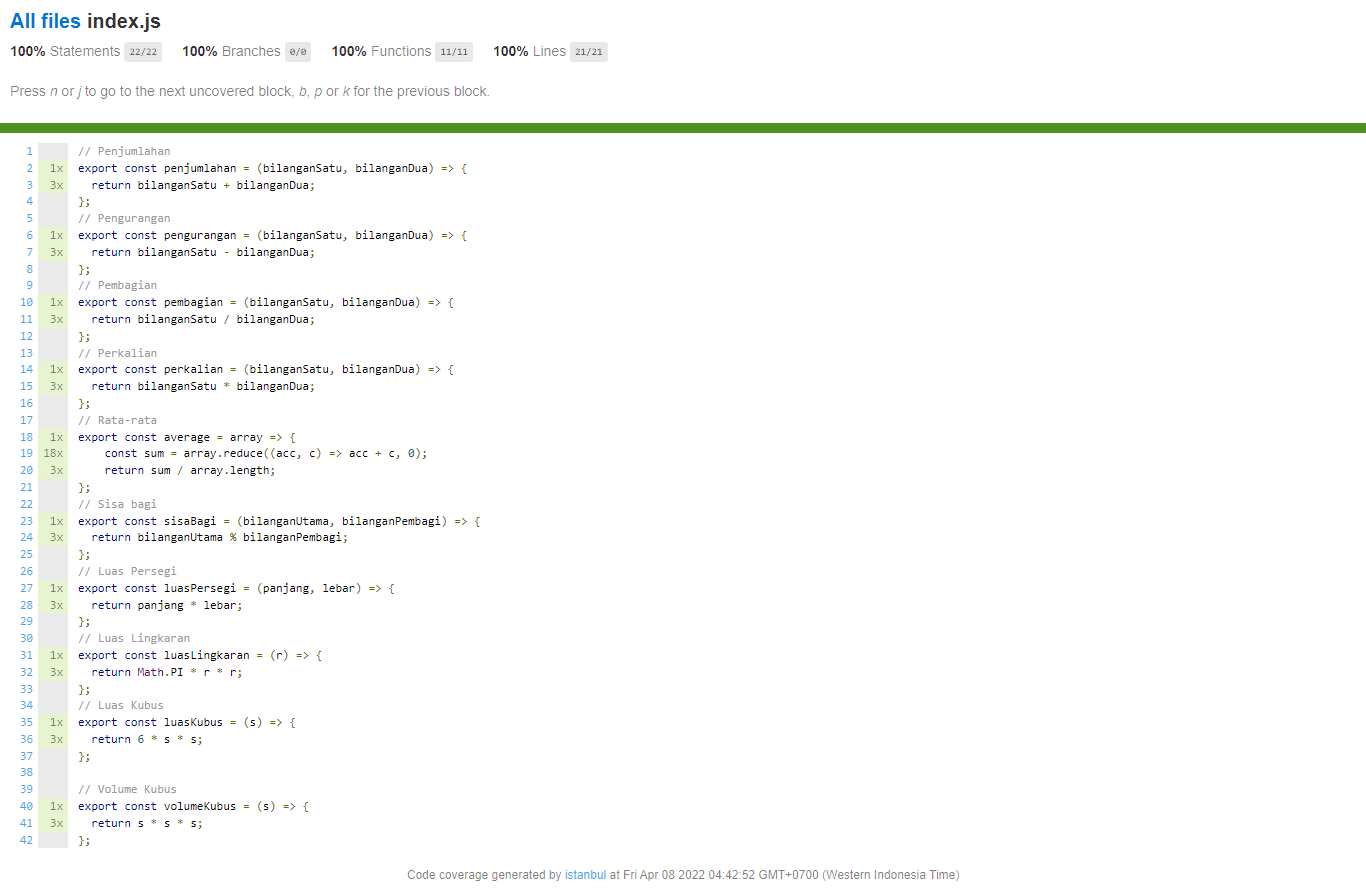 All files index.js
100% Statements 22/22 100% Branches 0/0 100% Functions 11/11 100% Lines 21/21
Press n or j to go to the next uncovered block, b, p or k for the previous block.
1 // Penjumlahan
2 1x export const penjumlahan = (bilanganSatu, bilanganDua) => {
3 3x   return bilanganSatu + bilanganDua;
4 };
5 // Pengurangan
6 1x export const pengurangan = (bilanganSatu, bilanganDua) => {
7 3x   return bilanganSatu - bilanganDua;
8 };
9 // Pembagian
10 1x export const pembagian = (bilanganSatu, bilanganDua) => {
11 3x   return bilanganSatu / bilanganDua;
12 };
13 // Perkalian
14 1x export const perkalian = (bilanganSatu, bilanganDua) => {
15 3x   return bilanganSatu * bilanganDua;
16 };
17 // Rata-rata
18 1x export const average = array => {
19 18x     const sum = array.reduce((acc, c) => acc + c, 0);
20 3x     return sum / array.length;
21 };
22 // Sisa bagi
23 1x export const sisaBagi = (bilanganUtama, bilanganPembagi) => {
24 3x   return bilanganUtama % bilanganPembagi;
25 };
26 // Luas Persegi
27 1x export const luasPersegi = (panjang, lebar) => {
28 3x   return panjang * lebar;
29 };
30 // Luas Lingkaran
31 1x export const luasLingkaran = (r) => {
32 3x   return Math.PI * r * r;
33 };
34 // Luas Kubus
35 1x export const luasKubus = (s) => {
36 3x   return 6 * s * s;
37 };
38
39 // Volume Kubus
40 1x export const volumeKubus = (s) => {
41 3x   return s * s * s;
42 };
Code coverage generated by istanbul at Fri Apr 08 2022 04:42:52 GMT+0700 (Western Indonesia Time)